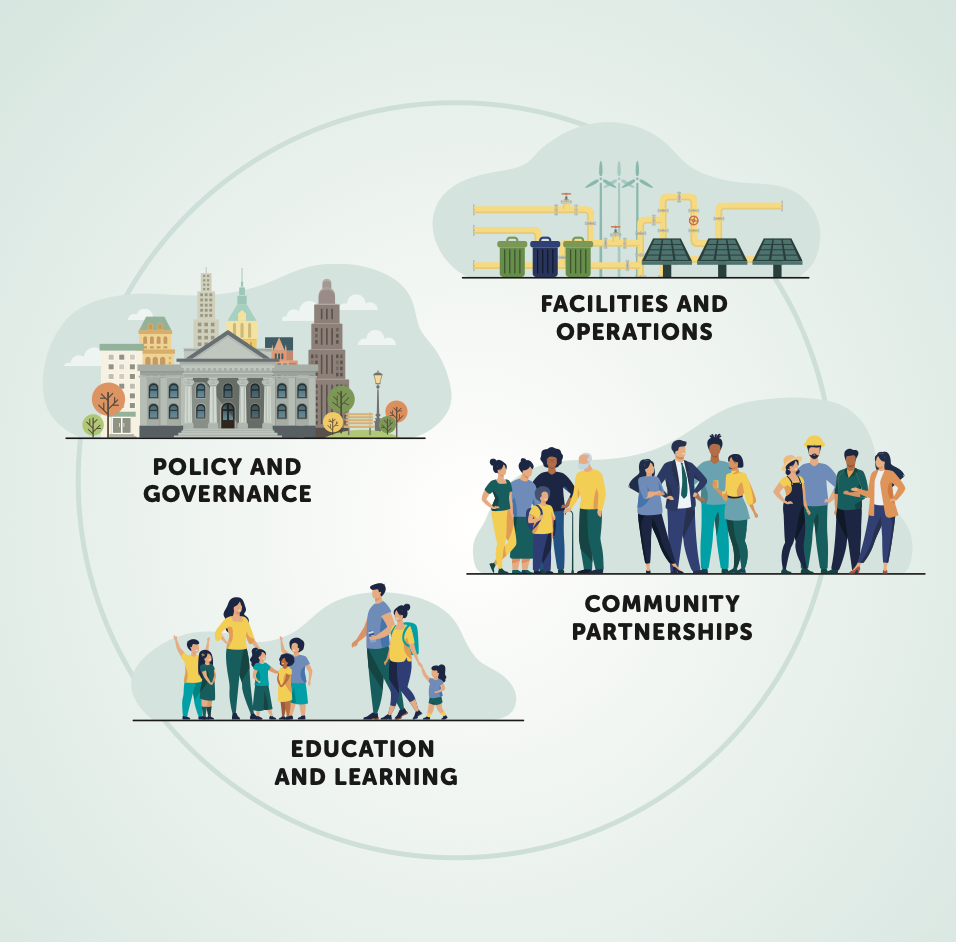 FACILITIES AND
OPERATIONS
POLICY AND
GOVERNANCE
COMMUNITY
PARTNERSHIPS
EDUCATION
AND LEARNING